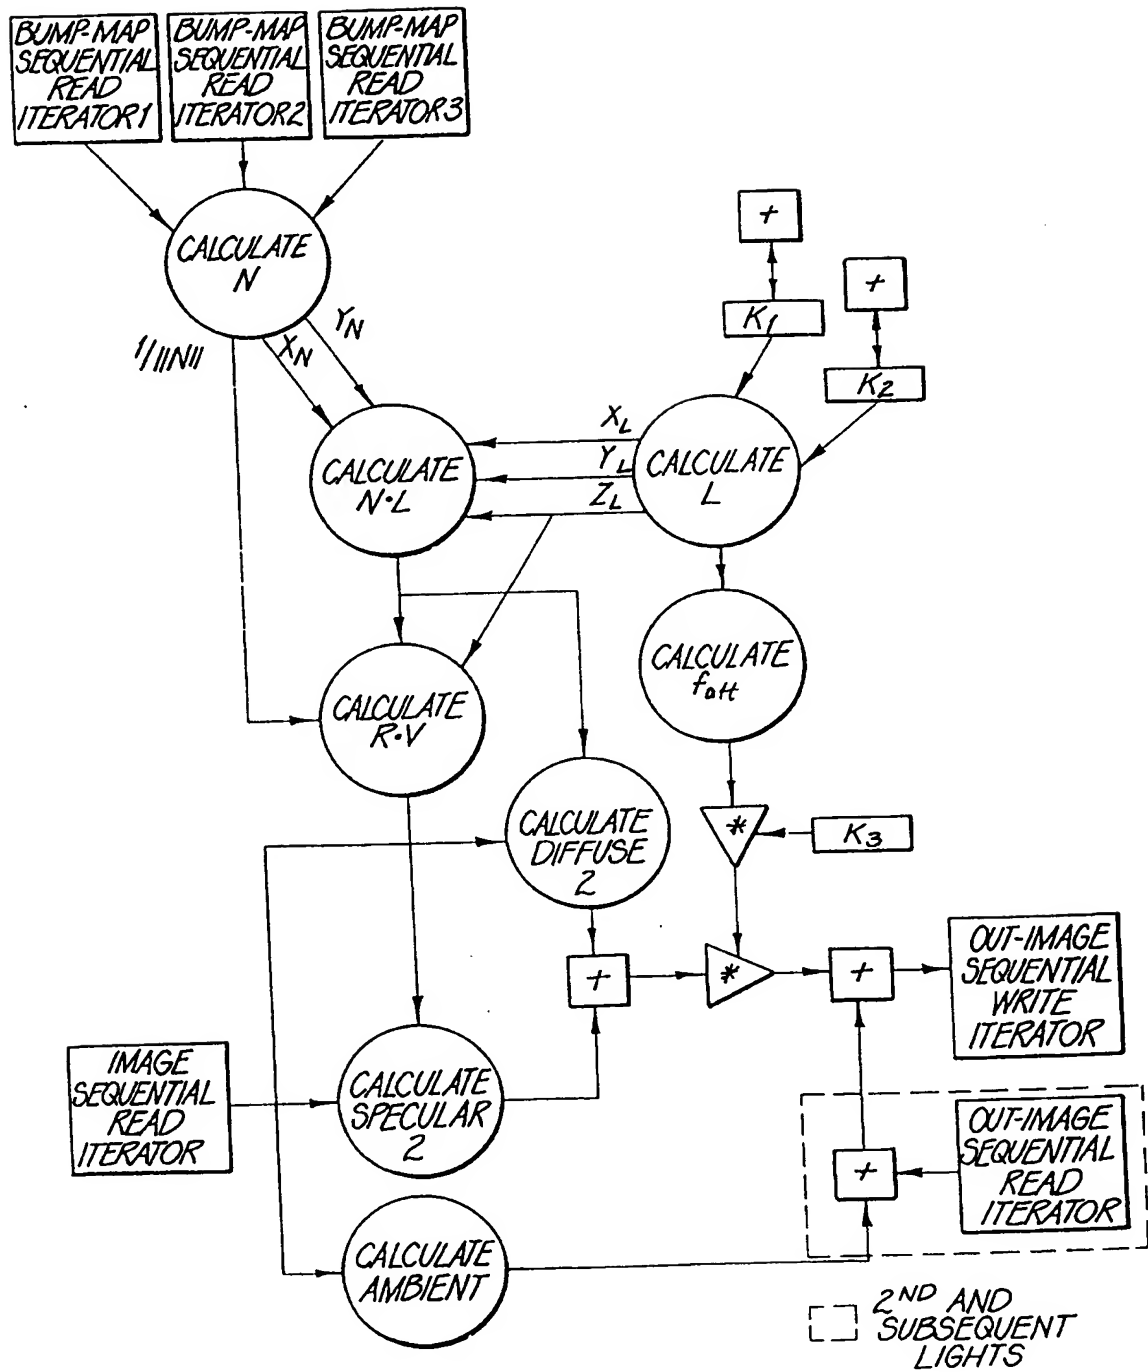 BUMP-MAP
SEQUENTIAL
READ
ITERATOR1
BUMP-MAP
SEQUENTIAL
READ
ITERATOR2
BUMP-MAP
SEQUENTIAL
READ
ITERATOR3
CALCULATE
N
1/||N||
XN
YN
+
+
K1
K2
CALCULATE
N·L
XL
YL
ZL
CALCULATE
L
CALCULATE
R·V
CALCULATE
fatt
CALCULATE
DIFFUSE
2
*
K3
+
*
+
OUT-IMAGE
SEQUENTIAL
WRITE
ITERATOR
IMAGE
SEQUENTIAL
READ
ITERATOR
CALCULATE
SPECULAR
2
+
OUT-IMAGE
SEQUENTIAL
READ
ITERATOR
CALCULATE
AMBIENT
2ND AND
SUBSEQUENT
LIGHTS